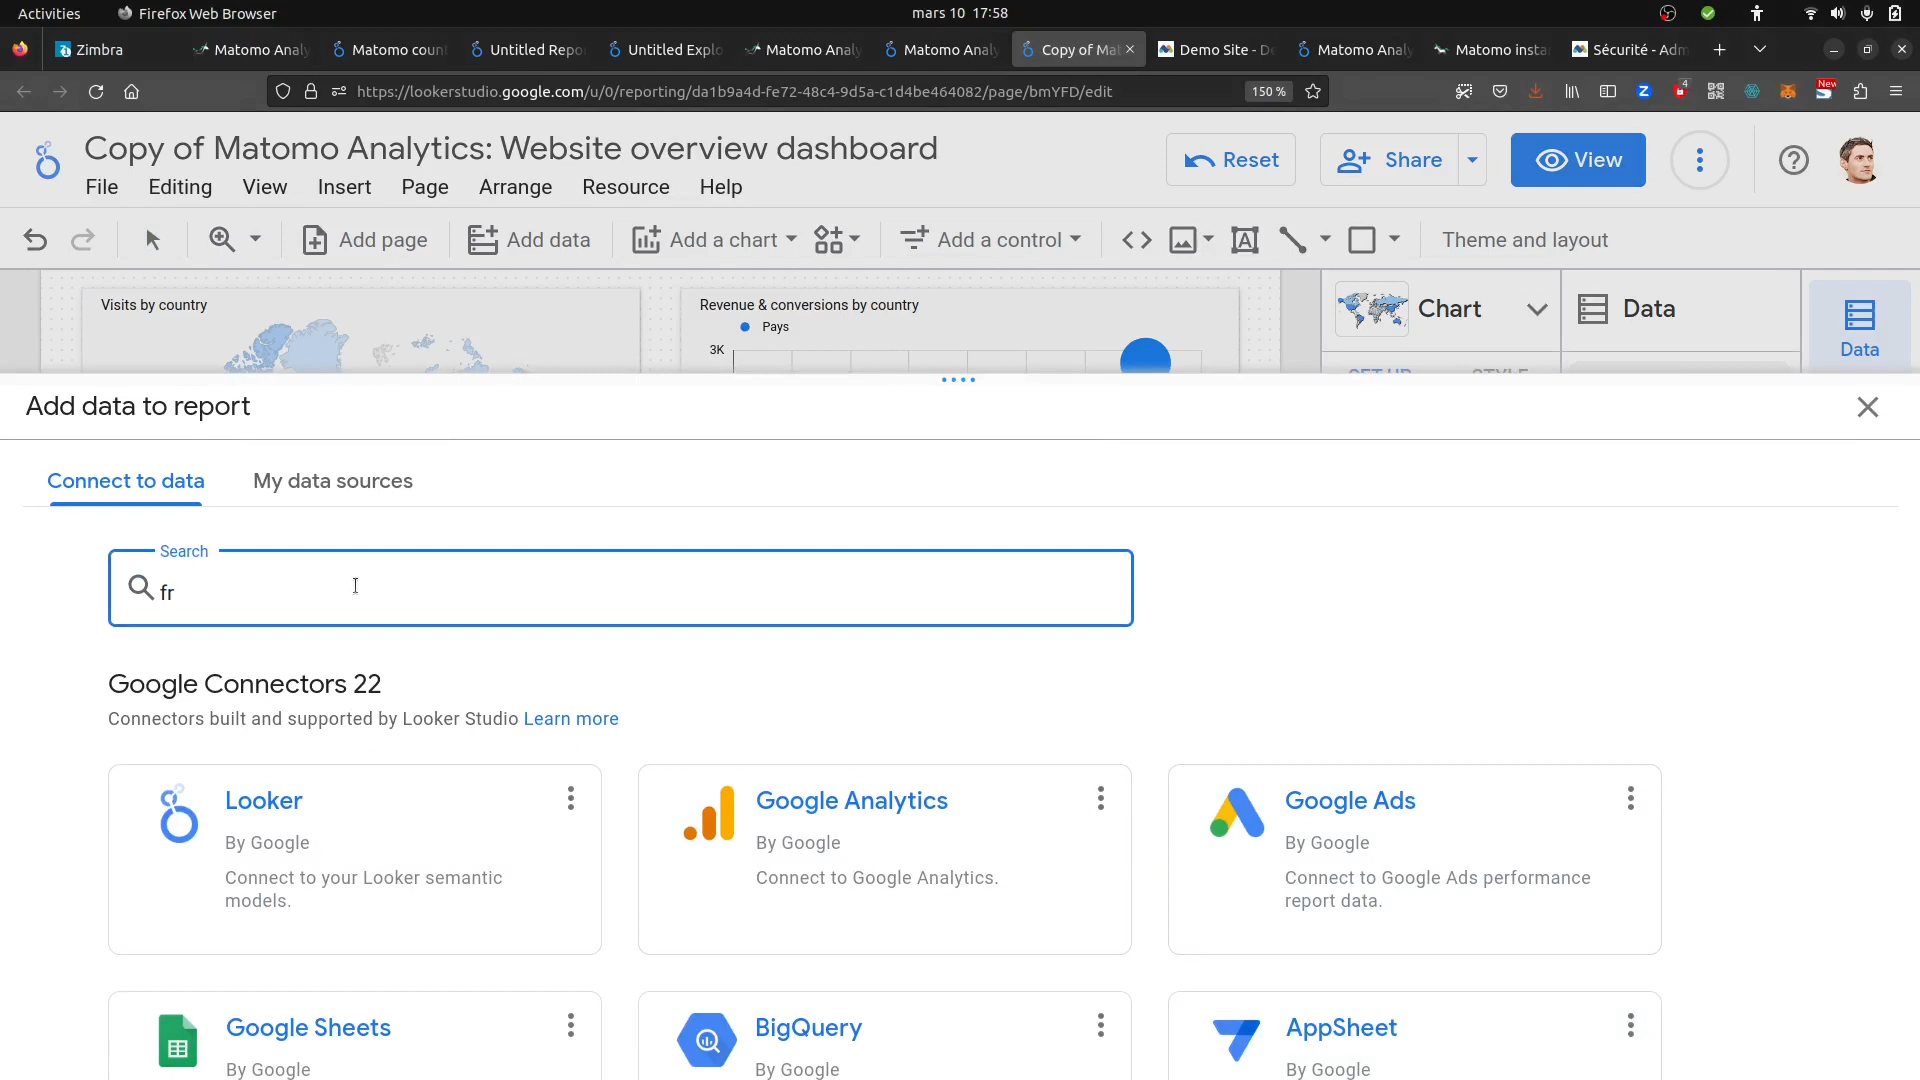 Activities
Firefox Web Browser
mars 10 17:58
Zimbra
Matomo Analy
Matomo coun
Untitled Repo
Untitled Explo
Matomo Analy
Matomo Analy
Copy of Mat
Demo Site - De
Matomo Analy
Matomo insta
Sécurité - Adm
https://lookerstudio.google.com/u/0/reporting/da1b9a4d-fe72-48c4-9d5a-c1d4be464082/page/bmYFD/edit
150 %
4
New
Copy of Matomo Analytics: Website overview dashboard
Reset
Share
View
File Editing View Insert Page Arrange Resource Help
Add page
Add data
Add a chart
Add a control
Theme and layout
Visits by country
Revenue & conversions by country
Pays
3K
Chart
Data
Data
SET UP
STYLE
Add data to report
Connect to data
My data sources
Search
fr
Google Connectors 22
Connectors built and supported by Looker Studio Learn more
Looker
By Google
Connect to your Looker semantic
models.
Google Analytics
By Google
Connect to Google Analytics.
Google Ads
By Google
Connect to Google Ads performance
report data.
Google Sheets
By Google
BigQuery
By Google
AppSheet
By Google